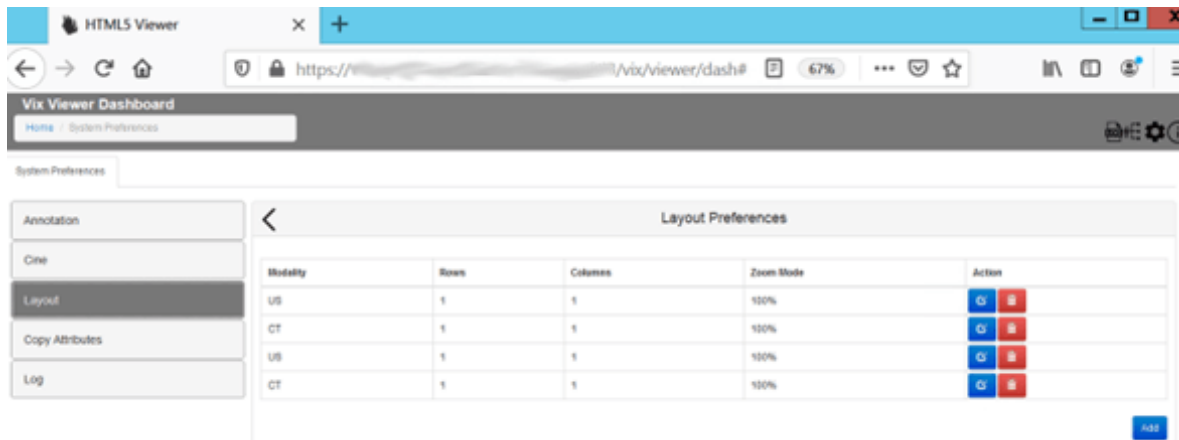 HTML5 Viewer
https:// /vix/viewer/dash# 67%
Vix Viewer Dashboard
Home / System Preferences
System Preferences
Annotation
Cine
Layout
Copy Attributes
Log
Layout Preferences
Modality Rows Columns Zoom Mode Action
US 1 1 100%
CT 1 1 100%
US 1 1 100%
CT 1 1 100%
Add